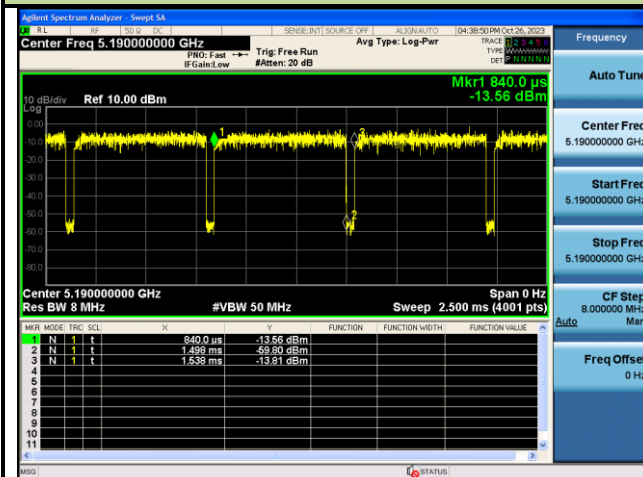 Agilent Spectrum Analyzer - Swept SA
RL RF 50 Ω DC SENSE:INT SOURCE OFF ALIGNAUTO 04:38:50 PM Oct 26, 2023
Center Freq 5.190000000 GHz
PNO: Fast
IFGain:Low
Trig: Free Run
#Atten: 20 dB
Avg Type: Log-Pwr
TRACE 1 2 3 4 5 6
TYPE
DET P N N N N N
Mkr1 840.0 µs
-13.56 dBm
10 dB/div Ref 10.00 dBm
Log
0.00
-10.0
-20.0
-30.0
-40.0
-50.0
-60.0
-70.0
-80.0
1
3
2
Center 5.190000000 GHz Span 0 Hz
Res BW 8 MHz #VBW 50 MHz Sweep 2.500 ms (4001 pts)
MKR MODE TRC SCL X Y FUNCTION FUNCTION WIDTH FUNCTION VALUE
1 N 1 t 840.0 µs -13.56 dBm
2 N 1 t 1.498 ms -59.80 dBm
3 N 1 t 1.538 ms -13.81 dBm
4
5
6
7
8
9
10
11
MSG STATUS
Frequency
Auto Tune
Center Freq
5.190000000 GHz
Start Freq
5.190000000 GHz
Stop Freq
5.190000000 GHz
CF Step
8.000000 MHz
Auto Man
Freq Offset
0 Hz